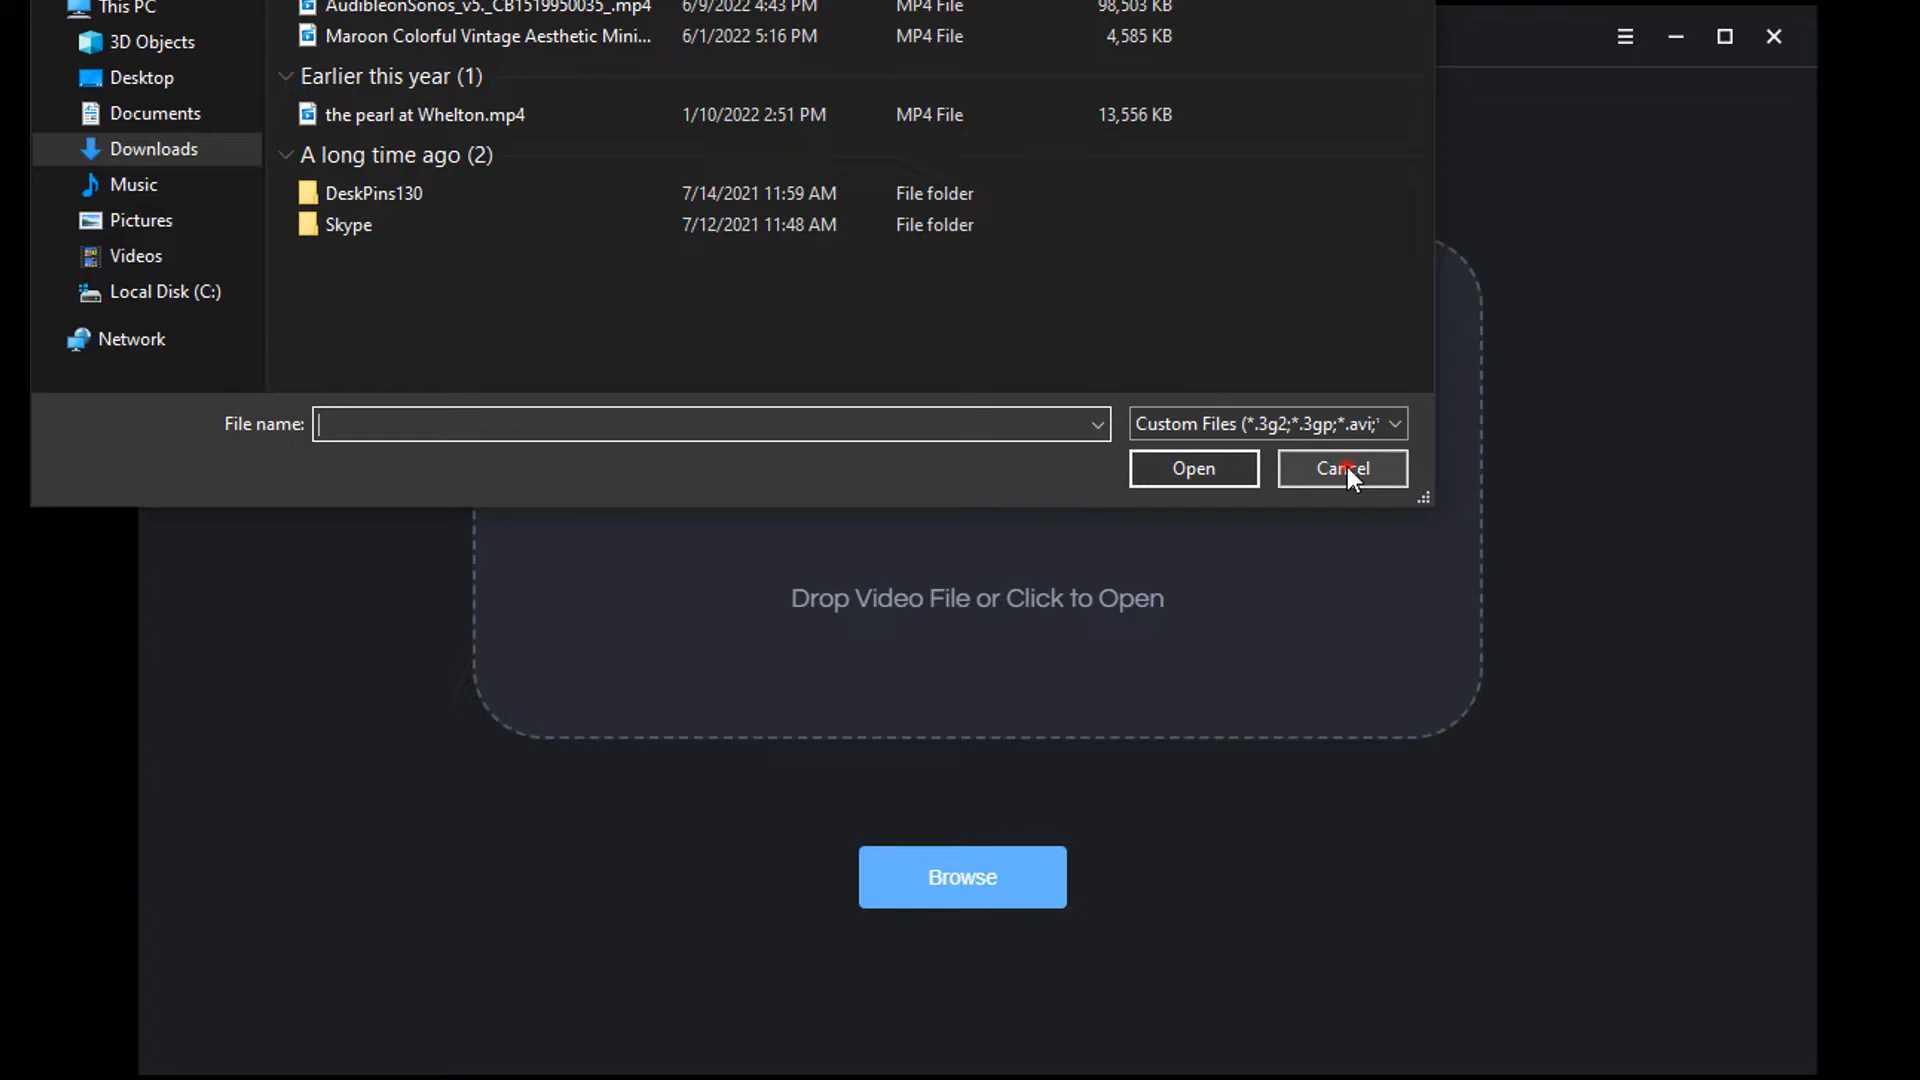 This PC
3D Objects
Desktop
Documents
Downloads
Music
Pictures
Videos
Local Disk (C:)
Network
AudibleonSonos_v5._CB1519950035_.mp4 6/9/2022 4:43 PM MP4 File 98,503 KB
Maroon Colorful Vintage Aesthetic Mini... 6/1/2022 5:16 PM MP4 File 4,585 KB
Earlier this year (1)
the pearl at Whelton.mp4 1/10/2022 2:51 PM MP4 File 13,556 KB
A long time ago (2)
DeskPins130 7/14/2021 11:59 AM File folder
Skype 7/12/2021 11:48 AM File folder
File name: Custom Files (*.3g2;*.3gp;*.avi;*
Open Cancel
Drop Video File or Click to Open
Browse